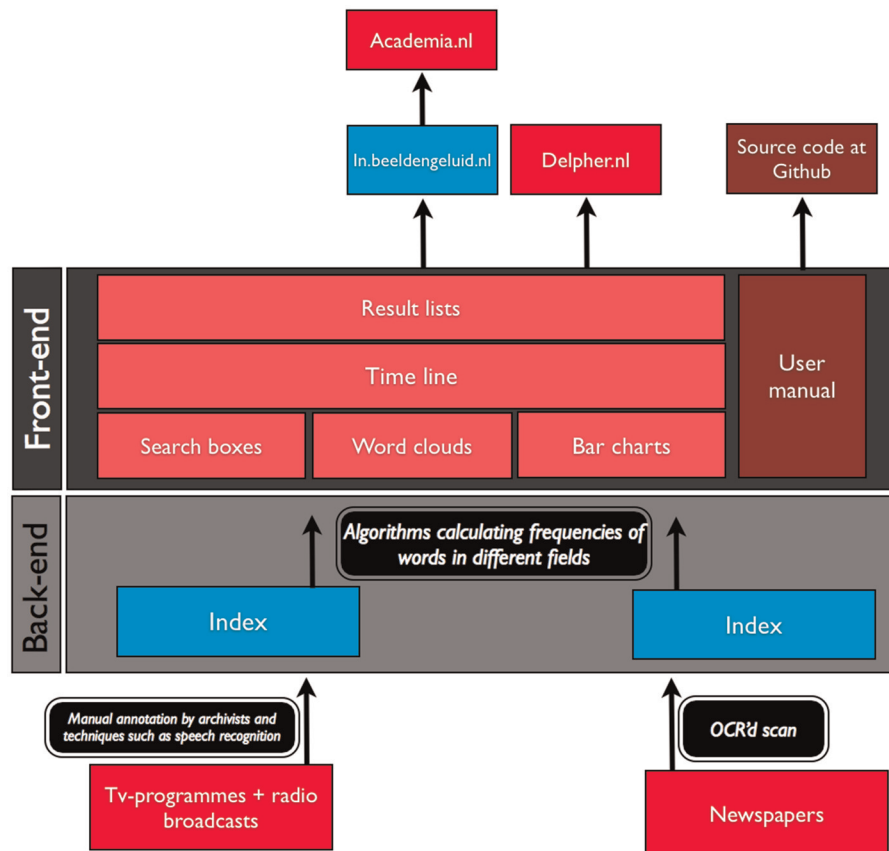 Academia.nl
In.beeldengeluid.nl
Delpher.nl
Source code at
Github
Front-end
Result lists
Time line
Search boxes
Word clouds
Bar charts
User
manual
Back-end
Algorithms calculating frequencies of
words in different fields
Index
Index
Manual annotation by archivists and
techniques such as speech recognition
OCR'd scan
Tv-programmes + radio
broadcasts
Newspapers